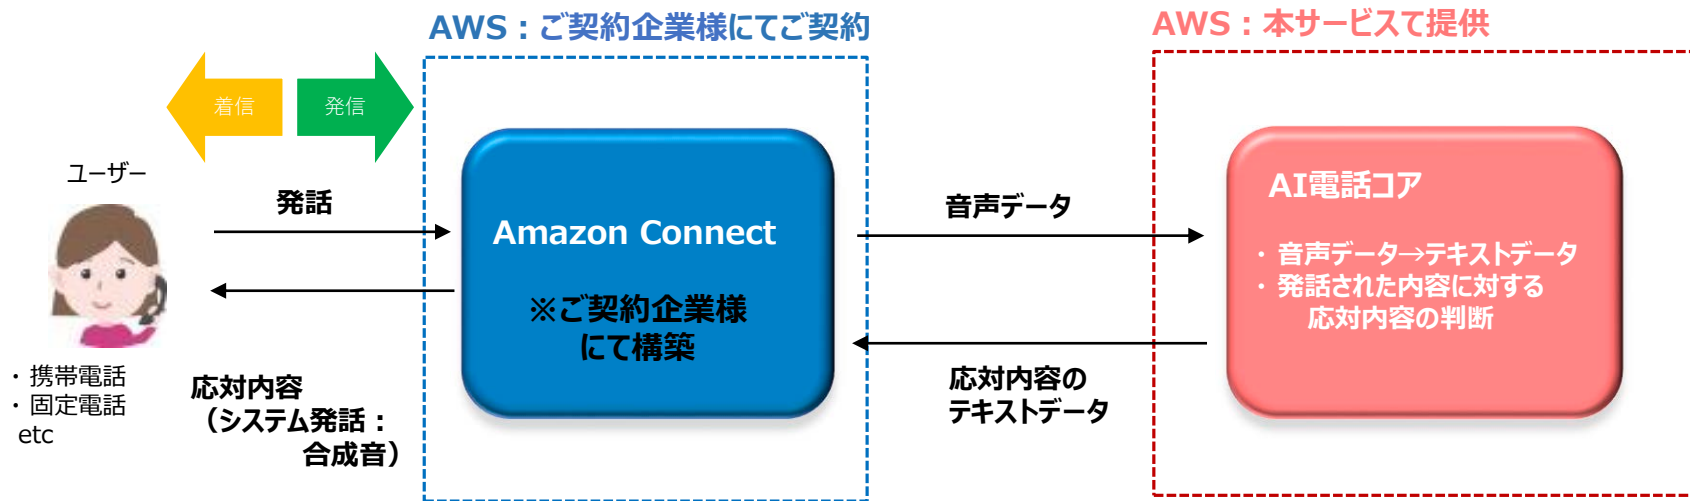 AWS：ご契約企業様にてご契約
AWS：本サービスて提供
着信
発信
ユーザー
・携帯電話
・固定電話
etc
発話
応対内容
（システム発話：
合成音）
Amazon Connect
※ご契約企業様
にて構築
音声データ
応対内容の
テキストデータ
AI電話コア
・音声データ→テキストデータ
・発話された内容に対する
応対内容の判断